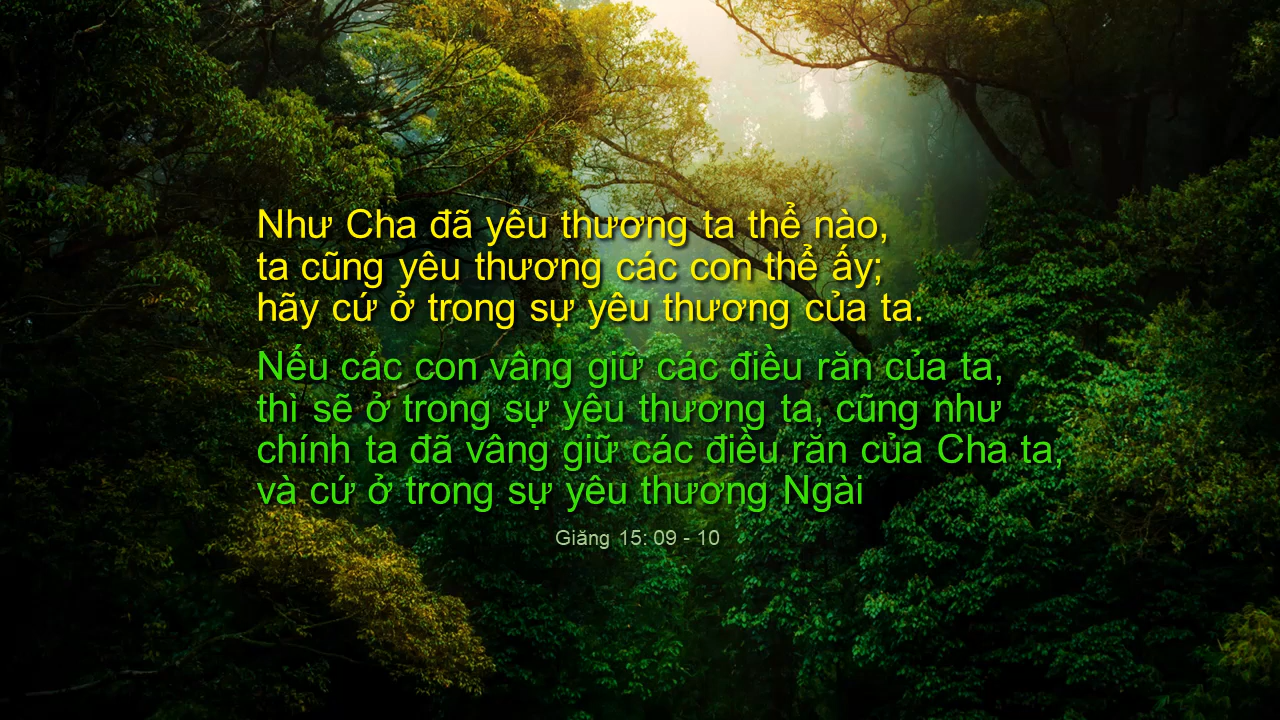 Như Cha đã yêu thương ta thể nào,
ta cũng yêu thương các con thể ấy;
hãy cứ ở trong sự yêu thương của ta.
Nếu các con vâng giữ các điều răn của ta,
thì sẽ ở trong sự yêu thương ta, cũng như
chính ta đã vâng giữ các điều răn của Cha ta,
và cứ ở trong sự yêu thương Ngài
Giăng 15: 09 - 10